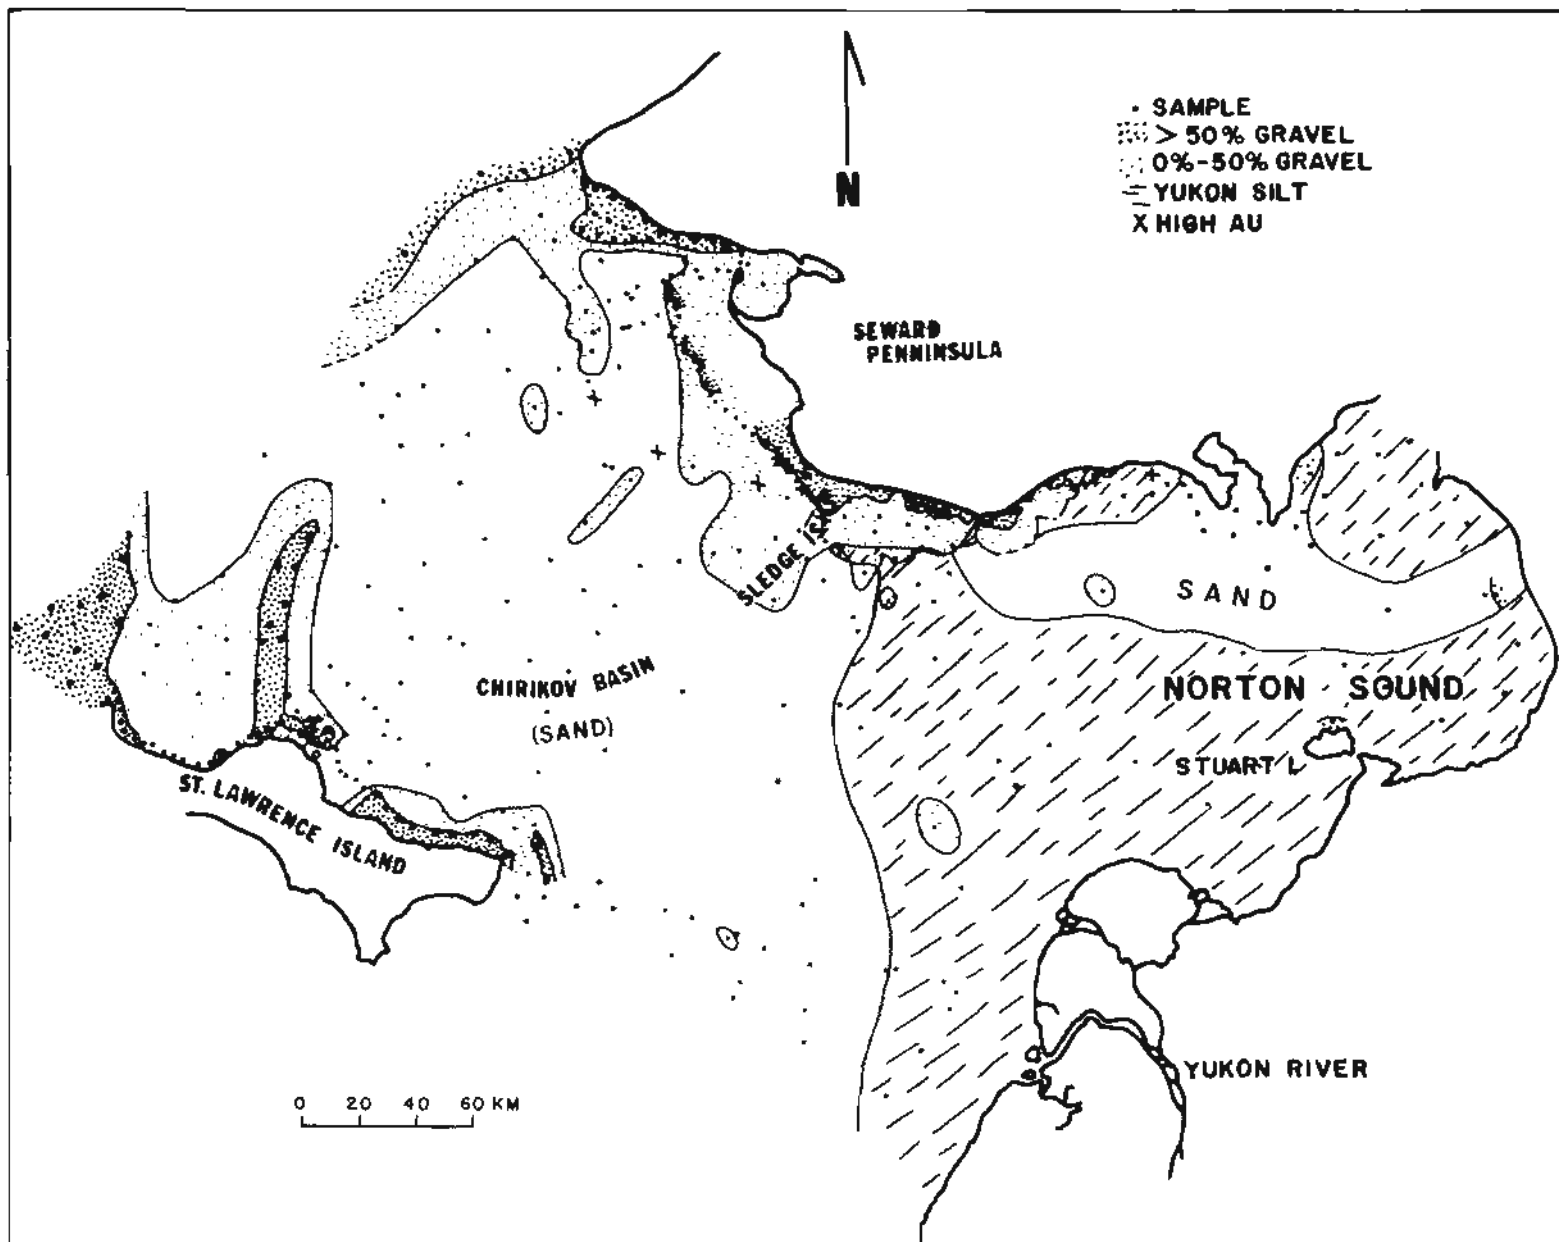 · SAMPLE
> 50% GRAVEL
0%-50% GRAVEL
YUKON SILT
X HIGH AU
N
SEWARD
PENNINSULA
SLEDGE IS.
SAND
CHIRIKOV BASIN
(SAND)
NORTON SOUND
STUART I.
ST. LAWRENCE ISLAND
YUKON RIVER
0 20 40 60 KM